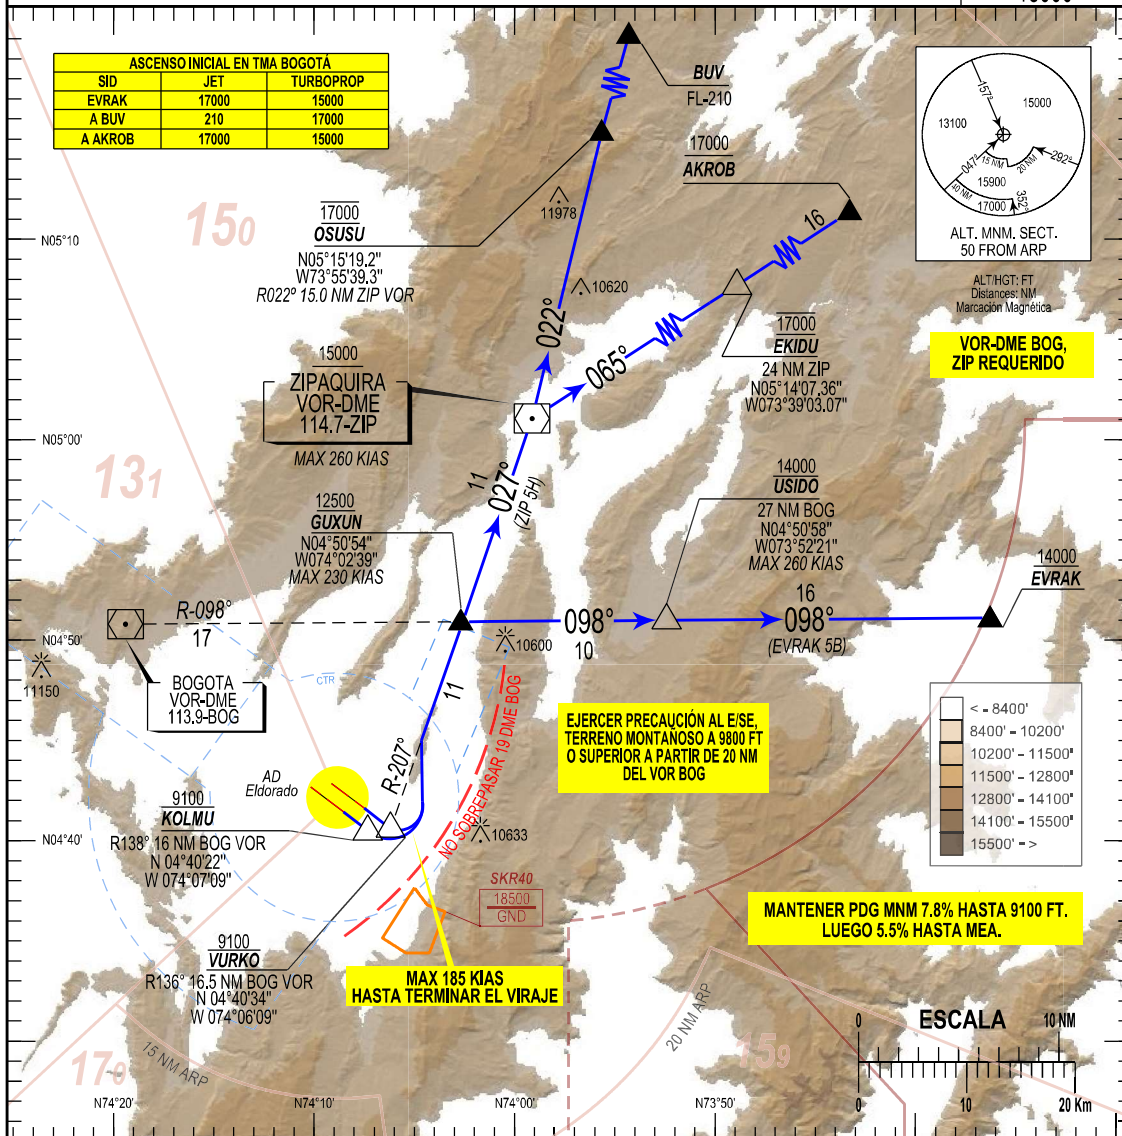 ASCENSO INICIAL EN TMA BOGOTÁ
SID JET TURBOPROP
EVRAK 17000 15000
A BUV 210 17000
A AKROB 17000 15000
BUV
FL-210
17000
AKROB
16
157°
15000
13100
047°
15 NM
20 NM
292°
40 NM
15900
17000
352°
ALT. MNM. SECT.
50 FROM ARP
ALT/HGT: FT
Distances: NM
Marcación Magnética
VOR-DME BOG,
ZIP REQUERIDO
150
17000
OSUSU
N05°15'19.2"
W73°55'39.3"
R022° 15.0 NM ZIP VOR
11978
10620
N05°10
022°
065°
17000
EKIDU
24 NM ZIP
N05°14'07.36"
W073°39'03.07"
15000
ZIPAQUIRA
VOR-DME
114.7-ZIP
MAX 260 KIAS
N05°00
131
11
027°
(ZIP 5H)
12500
GUXUN
N04°50'54"
W074°02'39"
MAX 230 KIAS
14000
USIDO
27 NM BOG
N04°50'58"
W073°52'21"
MAX 260 KIAS
14000
EVRAK
R-098°
17
098°
10
16
098°
(EVRAK 5B)
N04°50
10600
11150
BOGOTA
VOR-DME
113.9-BOG
CTR
11
R-207°
NO SOBREPASAR 19 DME BOG
EJERCER PRECAUCIÓN AL E/SE,
TERRENO MONTAÑOSO A 9800 FT
O SUPERIOR A PARTIR DE 20 NM
DEL VOR BOG
< - 8400'
8400' - 10200'
10200' - 11500'
11500' - 12800'
12800' - 14100'
14100' - 15500'
15500' - >
AD
Eldorado
9100
KOLMU
R138° 16 NM BOG VOR
N 04°40'22"
W 074°07'09"
N04°40
10633
SKR40
18500
GND
9100
VURKO
R136° 16.5 NM BOG VOR
N 04°40'34"
W 074°06'09"
MAX 185 KIAS
HASTA TERMINAR EL VIRAJE
MANTENER PDG MNM 7.8% HASTA 9100 FT.
LUEGO 5.5% HASTA MEA.
15 NM ARP
20 NM ARP
170
159
ESCALA
0 10 NM
0 10 20 Km
N74°20 N74°10 N74°00 N73°50